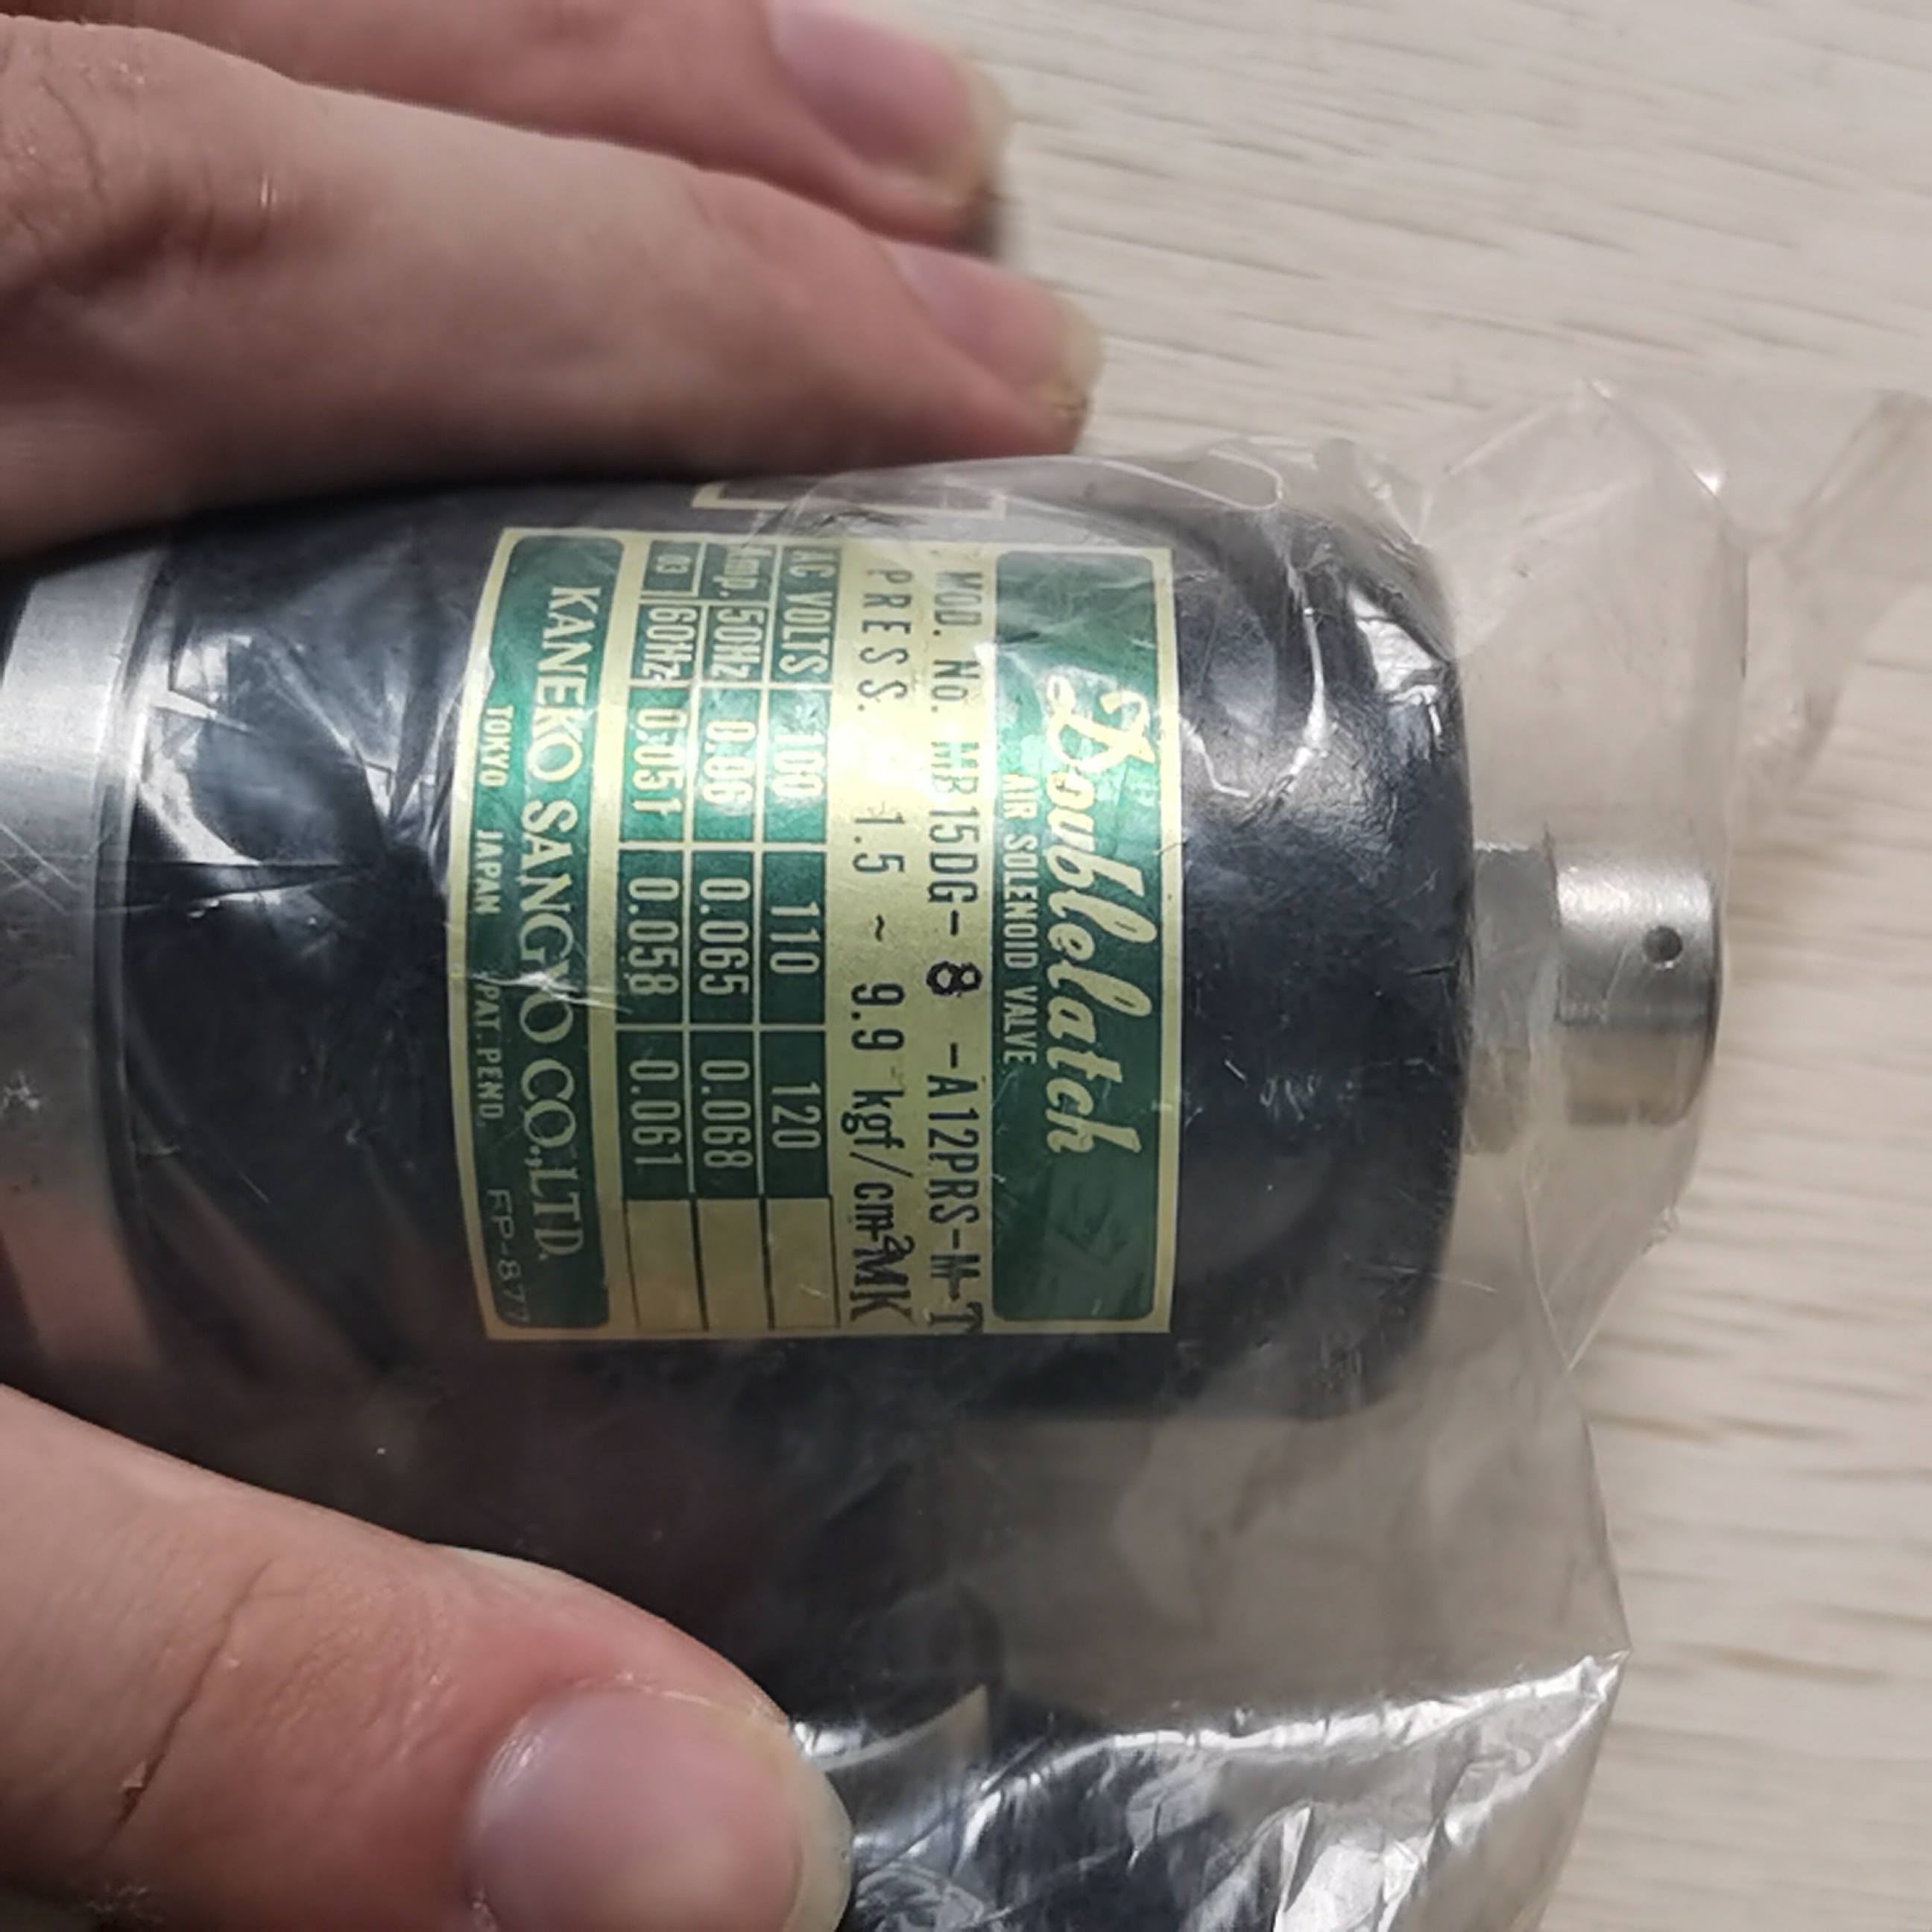 Doublelatch
AIR SOLENOID VALVE
MOD. No. MB15DG-8-A12PRS-M-T
PRESS. 1.5 ~ 9.9 kgf/cm²MK
AC VOLTS 100 110 120
Amp. 50Hz 0.06 0.065 0.068
03 60Hz 0.051 0.058 0.061
KANEKO SANGYO CO.,LTD.
TOKYO JAPAN PAT. PEND. FP-877